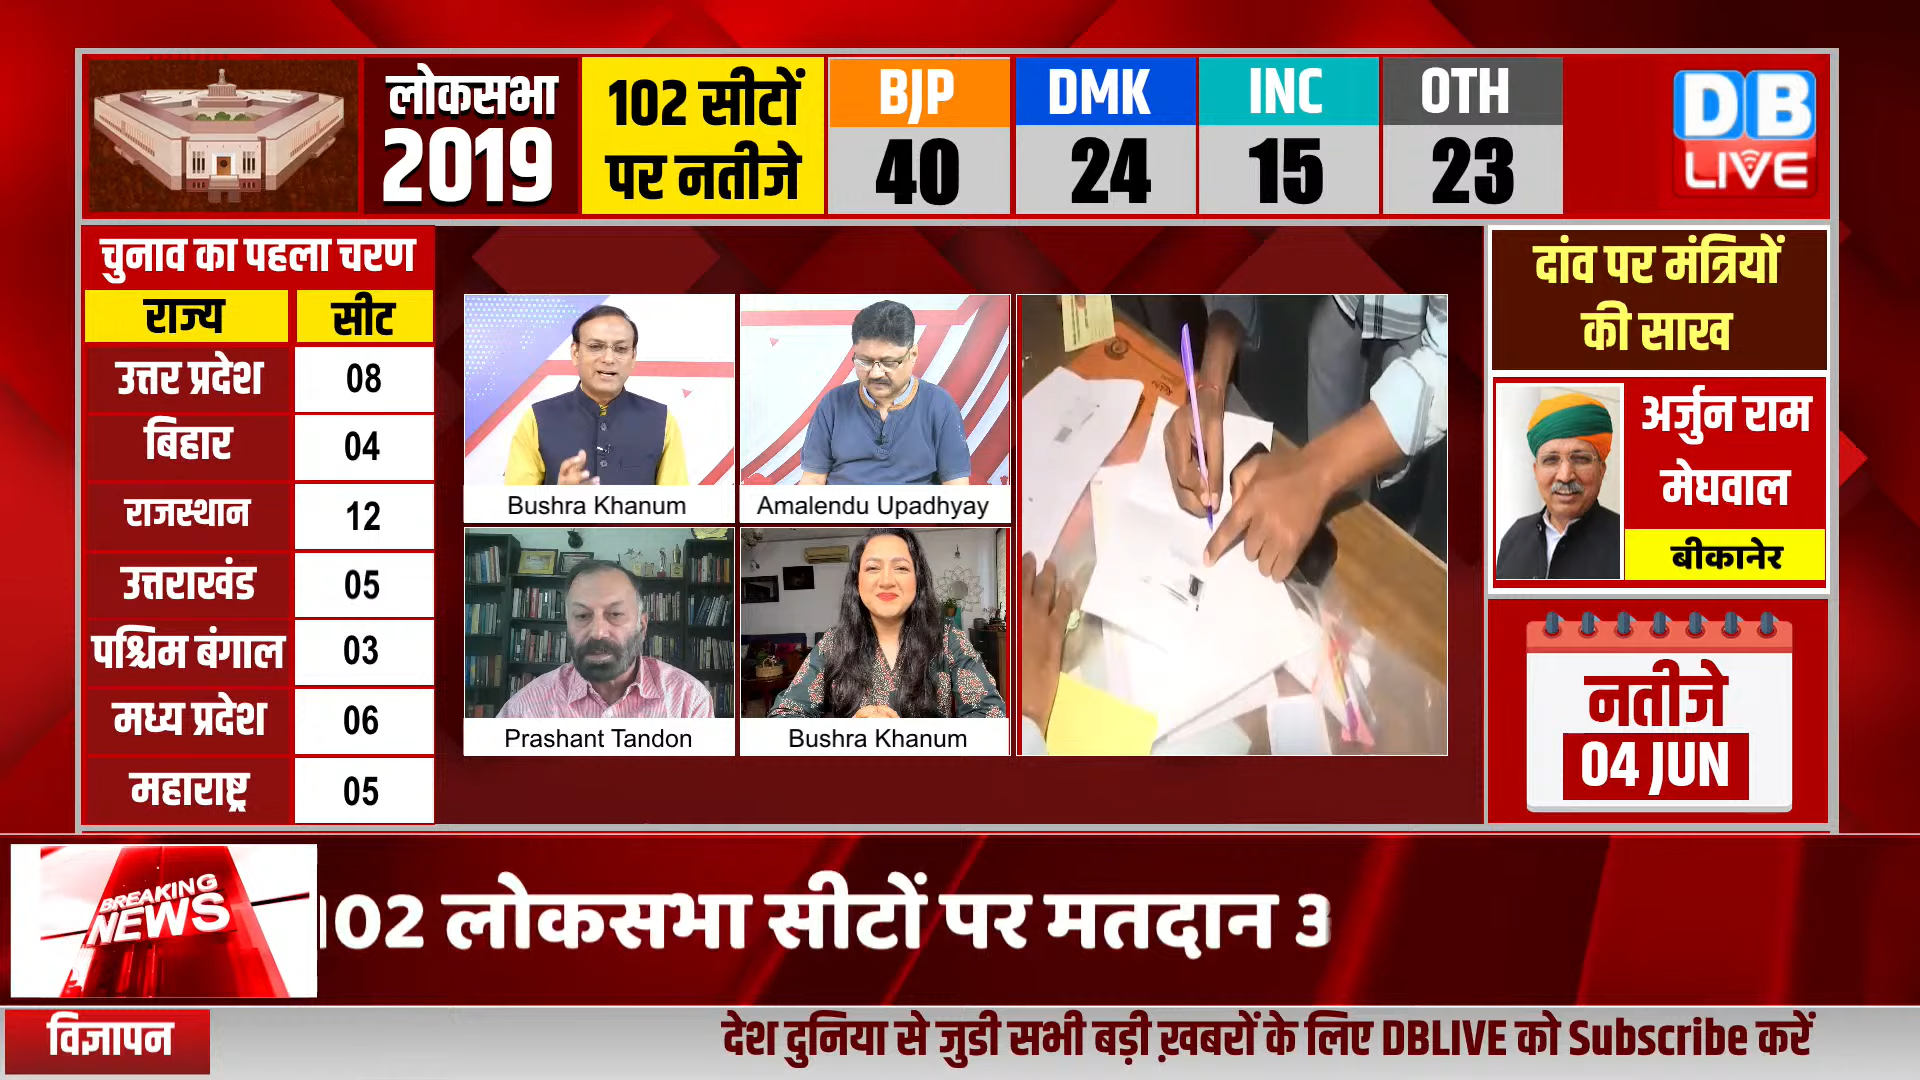 लोकसभा
2019
102 सीटों
पर नतीजे
BJP
40
DMK
24
INC
15
OTH
23
DB
LIVE
चुनाव का पहला चरण
राज्य सीट
उत्तर प्रदेश 08
बिहार 04
राजस्थान 12
उत्तराखंड 05
पश्चिम बंगाल 03
मध्य प्रदेश 06
महाराष्ट्र 05
Bushra Khanum
Amalendu Upadhyay
Prashant Tandon
Bushra Khanum
दांव पर मंत्रियों
की साख
अर्जुन राम
मेघवाल
बीकानेर
नतीजे
04 JUN
BREAKING
NEWS
102 लोकसभा सीटों पर मतदान
विज्ञापन
देश दुनिया से जुडी सभी बड़ी ख़बरों के लिए DBLIVE को Subscribe करें